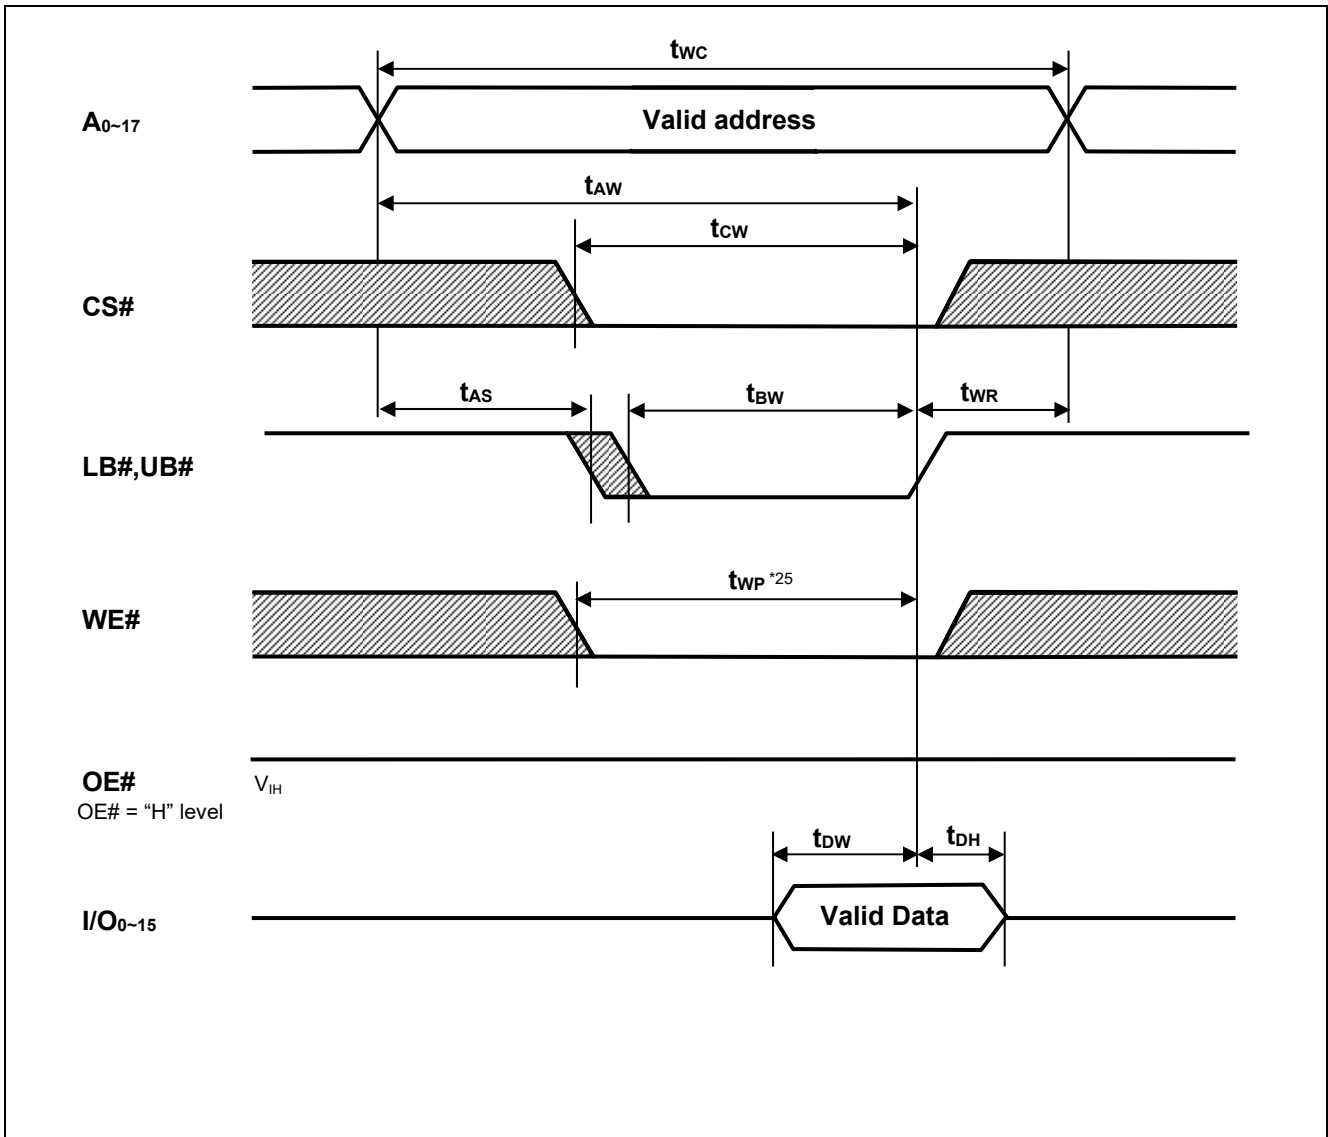 tWC
A0~17
Valid address
tAW
tCW
CS#
tAS
tBW
tWR
LB#,UB#
tWP *25
WE#
OE#
VIH
OE# = “H” level
tDW
tDH
I/O0~15
Valid Data